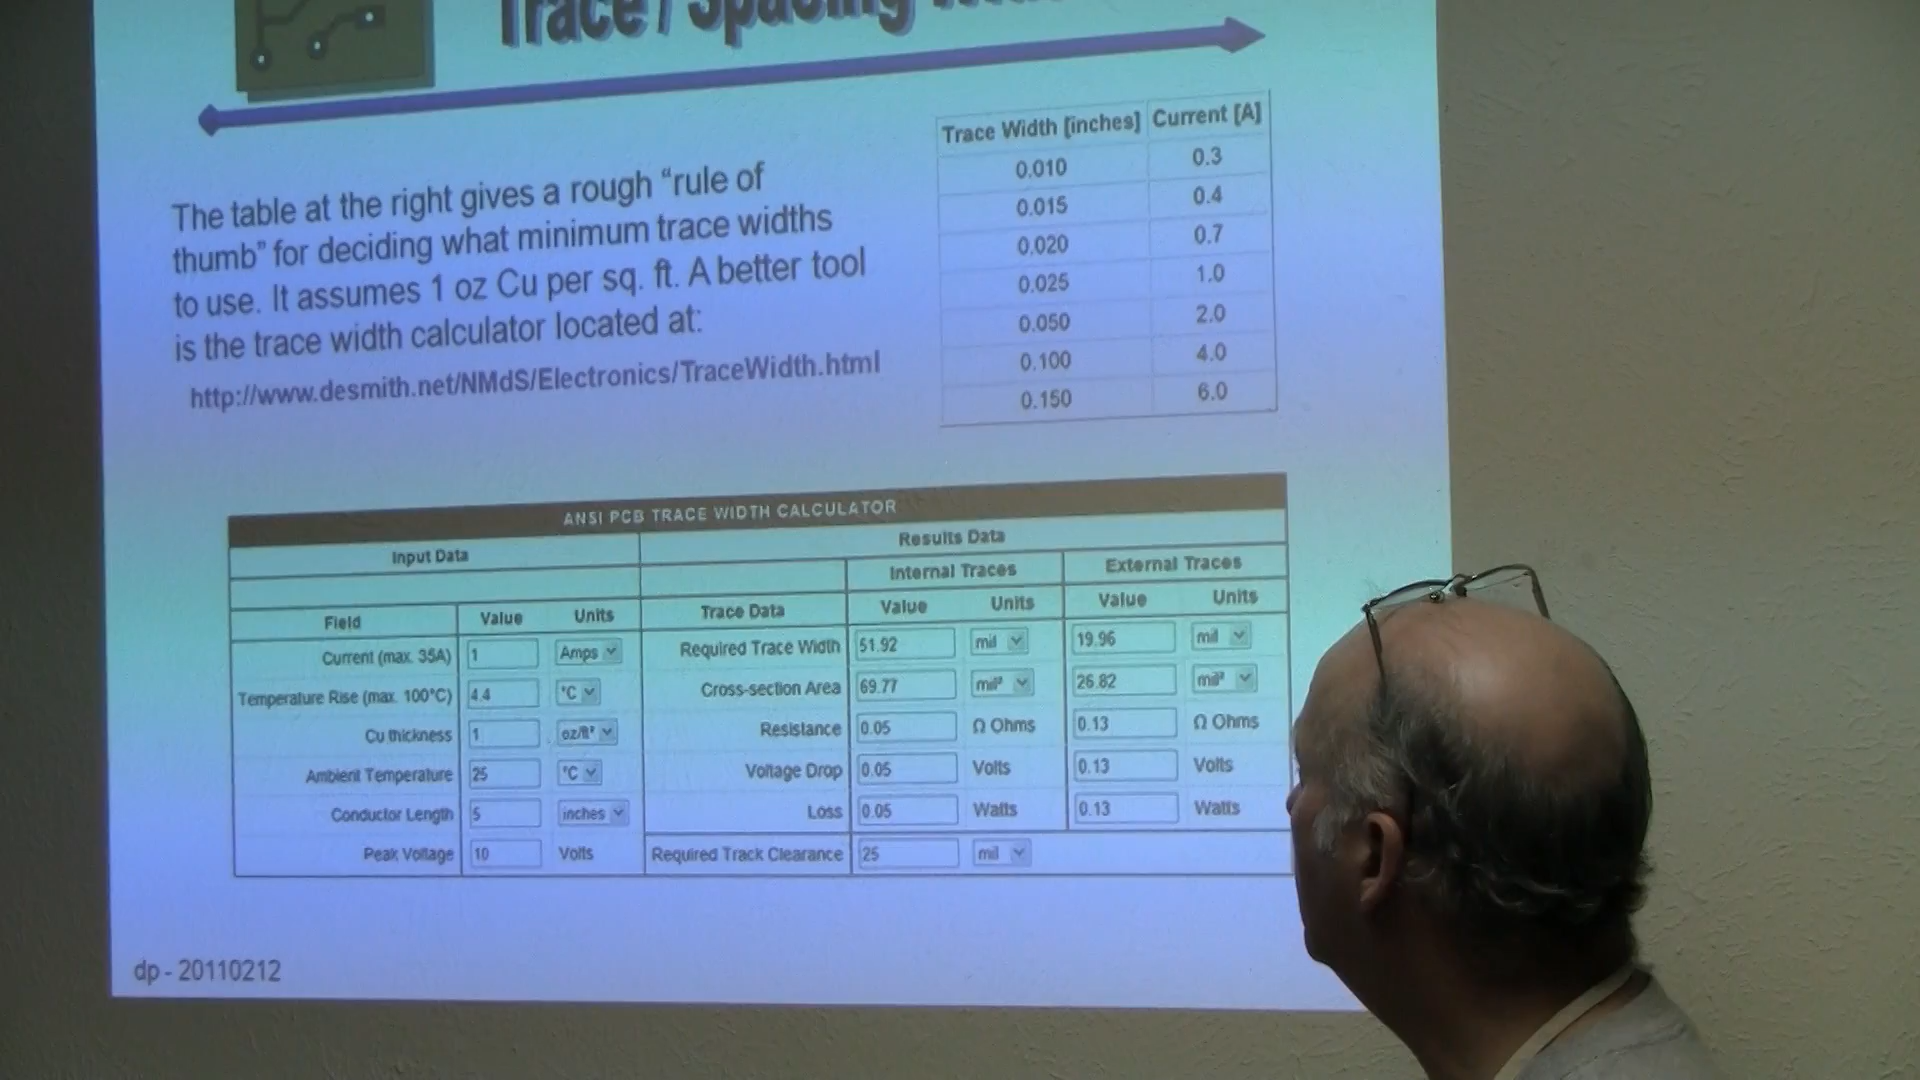 Trace / Spacing
The table at the right gives a rough “rule of
thumb” for deciding what minimum trace widths
to use. It assumes 1 oz Cu per sq. ft. A better tool
is the trace width calculator located at:
http://www.desmith.net/NMdS/Electronics/TraceWidth.html
Trace Width [inches] Current [A]
0.010 0.3
0.015 0.4
0.020 0.7
0.025 1.0
0.050 2.0
0.100 4.0
0.150 6.0
ANSI PCB TRACE WIDTH CALCULATOR
Input Data Results Data
Internal Traces External Traces
Field Value Units Trace Data Value Units Value Units
Current (max. 35A) 1 Amps Required Trace Width 51.92 mil 19.96 mil
Temperature Rise (max. 100°C) 4.4 °C Cross-section Area 69.77 mil² 26.82 mil²
Cu thickness 1 oz/ft² Resistance 0.05 Ω Ohms 0.13 Ω Ohms
Ambient Temperature 25 °C Voltage Drop 0.05 Volts 0.13 Volts
Conductor Length 5 inches Loss 0.05 Watts 0.13 Watts
Peak Voltage 10 Volts Required Track Clearance 25 mil
dp - 20110212